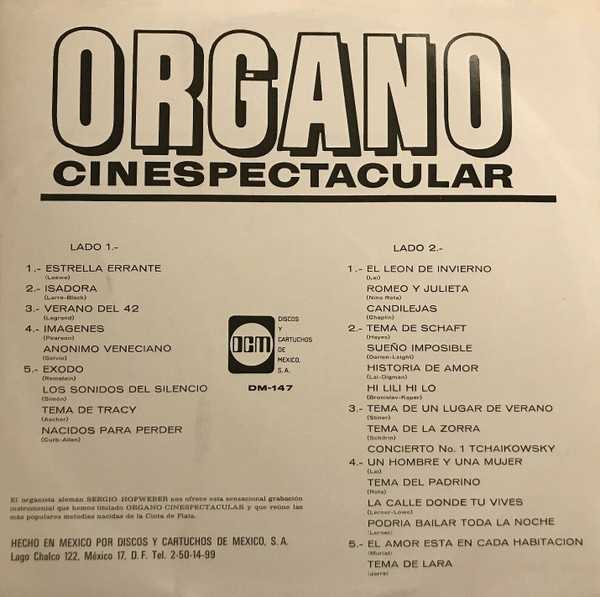 ORGANO
CINESPECTACULAR
LADO 1.-
1.- ESTRELLA ERRANTE
(Loewe)
2.- ISADORA
(Larre-Black)
3.- VERANO DEL 42
(Legrand)
4.- IMAGENES
(Pearson)
ANONIMO VENECIANO
(Selvio)
5.- EXODO
(Remstein)
LOS SONIDOS DEL SILENCIO
(Simón)
TEMA DE TRACY
(Ascher)
NACIDOS PARA PERDER
(Curb-Allen)
DCM
DISCOS
Y
CARTUCHOS
DE
MEXICO,
S. A.
DM-147
LADO 2.-
1.- EL LEON DE INVIERNO
(Lai)
ROMEO Y JULIETA
(Nino Rota)
CANDILEJAS
(Chaplin)
2.- TEMA DE SCHAFT
(Hayes)
SUEÑO IMPOSIBLE
(Darren-Leight)
HISTORIA DE AMOR
(Lai-Digman)
HI LILI HI LO
(Bronislev-Kaper)
3.- TEMA DE UN LUGAR DE VERANO
(Stiner)
TEMA DE LA ZORRA
(Schifrin)
CONCIERTO No. 1 TCHAIKOWSKY
4.- UN HOMBRE Y UNA MUJER
(Lai)
TEMA DEL PADRINO
(Rota)
LA CALLE DONDE TU VIVES
(Lerner-Lowe)
PODRIA BAILAR TODA LA NOCHE
(Lerner)
5.- EL AMOR ESTA EN CADA HABITACION
(Muriat)
TEMA DE LARA
(Jarre)
El organista alemán SERGIO HOFWEBER nos ofrece esta sensacional grabación
instrumental que hemos titulado ORGANO CINESPECTACULAR y que reúne las
más populares melodías nacidas de la Cinta de Plata.
HECHO EN MEXICO POR DISCOS Y CARTUCHOS DE MEXICO, S. A.
Lago Chalco 122, México 17, D. F. Tel. 2-50-14-99